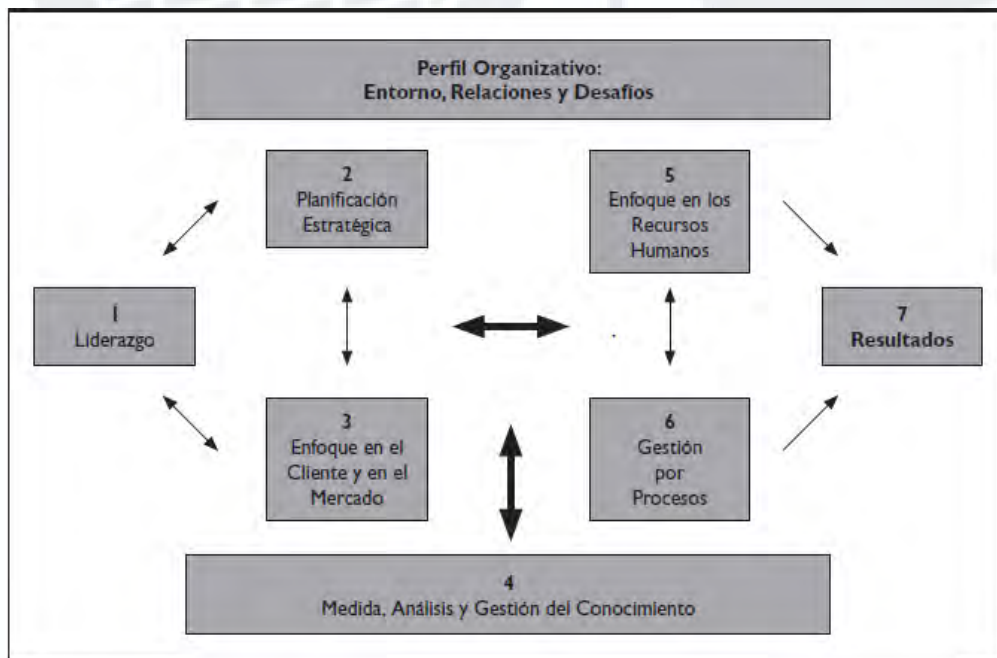 Perfil Organizativo:
Entorno, Relaciones y Desafíos
2
Planificación
Estratégica
5
Enfoque en los
Recursos
Humanos
1
Liderazgo
7
Resultados
3
Enfoque en el
Cliente y en el
Mercado
6
Gestión
por
Procesos
4
Medida, Análisis y Gestión del Conocimiento